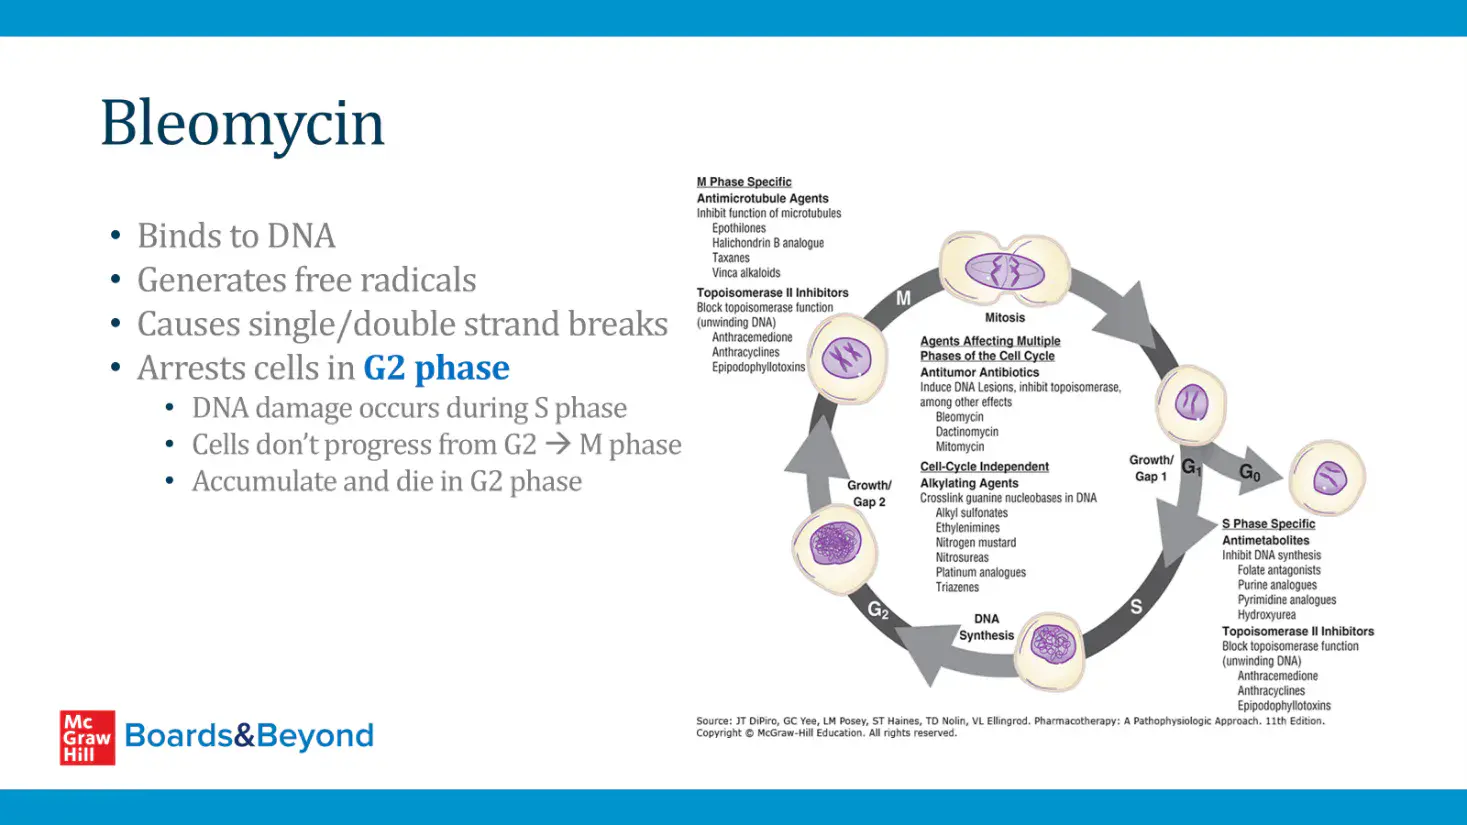 Bleomycin
• Binds to DNA
• Generates free radicals
• Causes single/double strand breaks
• Arrests cells in G2 phase
• DNA damage occurs during S phase
• Cells don't progress from G2 → M phase
• Accumulate and die in G2 phase
M Phase Specific
Antimicrotubule Agents
Inhibit function of microtubules
Epothilones
Halichondrin B analogue
Taxanes
Vinca alkaloids
Topoisomerase II Inhibitors
Block topoisomerase function
(unwinding DNA)
Anthracemedione
Anthracyclines
Epipodophyllotoxins
M
Mitosis
Agents Affecting Multiple
Phases of the Cell Cycle
Antitumor Antibiotics
Induce DNA Lesions, inhibit topoisomerase,
among other effects
Bleomycin
Dactinomycin
Mitomycin
Cell-Cycle Independent
Alkylating Agents
Crosslink guanine nucleobases in DNA
Alkyl sulfonates
Ethylenimines
Nitrogen mustard
Nitrosureas
Platinum analogues
Triazenes
Growth/
Gap 1
G₁
G₀
Growth/
Gap 2
G₂
DNA
Synthesis
S
S Phase Specific
Antimetabolites
Inhibit DNA synthesis
Folate antagonists
Purine analogues
Pyrimidine analogues
Hydroxyurea
Topoisomerase II Inhibitors
Block topoisomerase function
(unwinding DNA)
Anthracemedione
Anthracyclines
Epipodophyllotoxins
Source: JT DiPiro, GC Yee, LM Posey, ST Haines, TD Nolin, VL Ellingrod. Pharmacotherapy: A Pathophysiologic Approach. 11th Edition.
Copyright © McGraw-Hill Education. All rights reserved.
Mc
Graw
Hill
Boards&Beyond